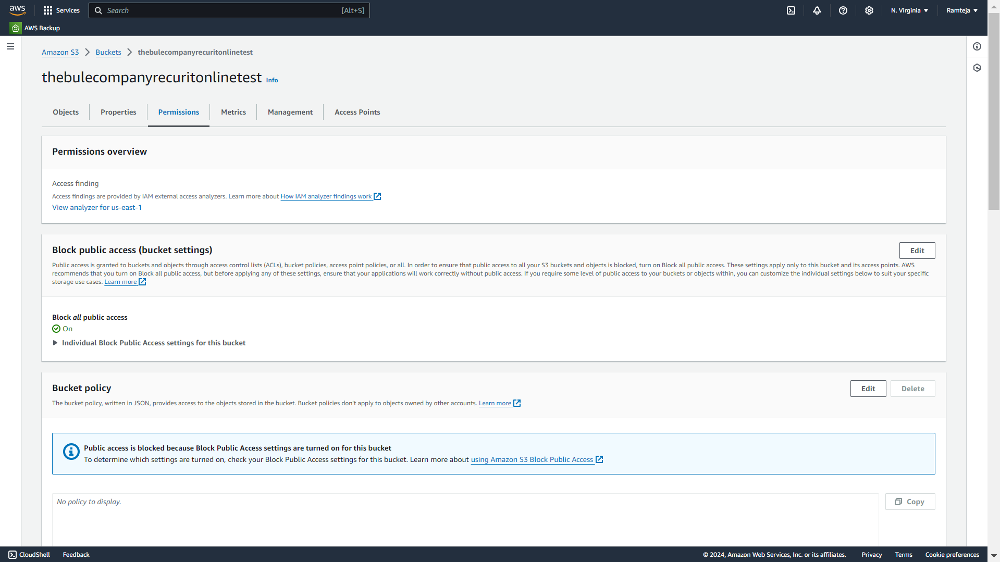 aws
Services
Search
[Alt+S]
N. Virginia
Ramteja
AWS Backup
Amazon S3 > Buckets > thebulecompanyrecuritonlinetest
thebulecompanyrecuritonlinetest Info
Objects
Properties
Permissions
Metrics
Management
Access Points
Permissions overview
Access finding
Access findings are provided by IAM external access analyzers. Learn more about How IAM analyzer findings work
View analyzer for us-east-1
Block public access (bucket settings)
Edit
Public access is granted to buckets and objects through access control lists (ACLs), bucket policies, access point policies, or all. In order to ensure that public access to all your S3 buckets and objects is blocked, turn on Block all public access. These settings apply only to this bucket and its access points. AWS
recommends that you turn on Block all public access, but before applying any of these settings, ensure that your applications will work correctly without public access. If you require some level of public access to your buckets or objects within, you can customize the individual settings below to suit your specific
storage use cases. Learn more
Block all public access
On
Individual Block Public Access settings for this bucket
Bucket policy
Edit
Delete
The bucket policy, written in JSON, provides access to the objects stored in the bucket. Bucket policies don't apply to objects owned by other accounts. Learn more
Public access is blocked because Block Public Access settings are turned on for this bucket
To determine which settings are turned on, check your Block Public Access settings for this bucket. Learn more about using Amazon S3 Block Public Access
No policy to display.
Copy
CloudShell
Feedback
© 2024, Amazon Web Services, Inc. or its affiliates.
Privacy
Terms
Cookie preferences